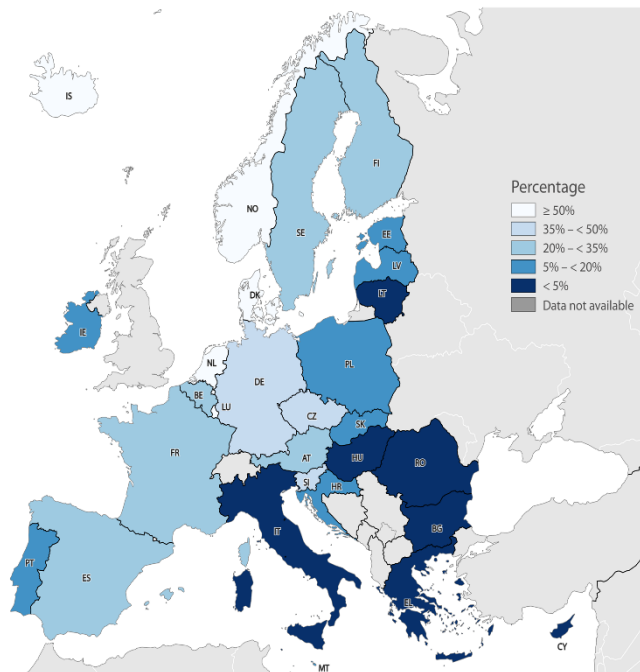 IS
FI
NO
SE
Percentage
≥ 50%
35% – < 50%
20% – < 35%
5% – < 20%
< 5%
Data not available
EE
LV
LT
DK
IE
NL
DE
PL
BE
LU
CZ
SK
FR
AT
HU
RO
SI
HR
IT
BG
PT
ES
EL
CY
MT